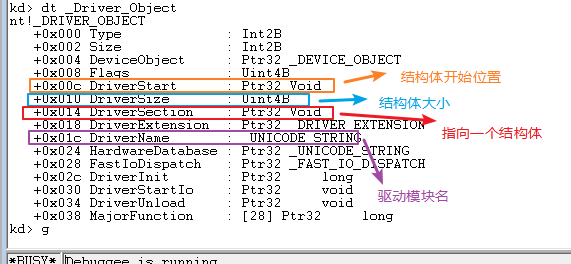 kd> dt _Driver_Object
nt!_DRIVER_OBJECT
+0x000 Type : Int2B
+0x002 Size : Int2B
+0x004 DeviceObject : Ptr32 _DEVICE_OBJECT
+0x008 Flags : Uint4B
+0x00c DriverStart : Ptr32 Void 结构体开始位置
+0x010 DriverSize : Uint4B 结构体大小
+0x014 DriverSection : Ptr32 Void 指向一个结构体
+0x018 DriverExtension : Ptr32 _DRIVER_EXTENSION
+0x01c DriverName : _UNICODE_STRING 驱动模块名
+0x024 HardwareDatabase : Ptr32 _UNICODE_STRING
+0x028 FastIoDispatch : Ptr32 _FAST_IO_DISPATCH
+0x02c DriverInit : Ptr32 long
+0x030 DriverStartIo : Ptr32 void
+0x034 DriverUnload : Ptr32 void
+0x038 MajorFunction : [28] Ptr32 long
kd> g
*BUSY* Debuggee is running